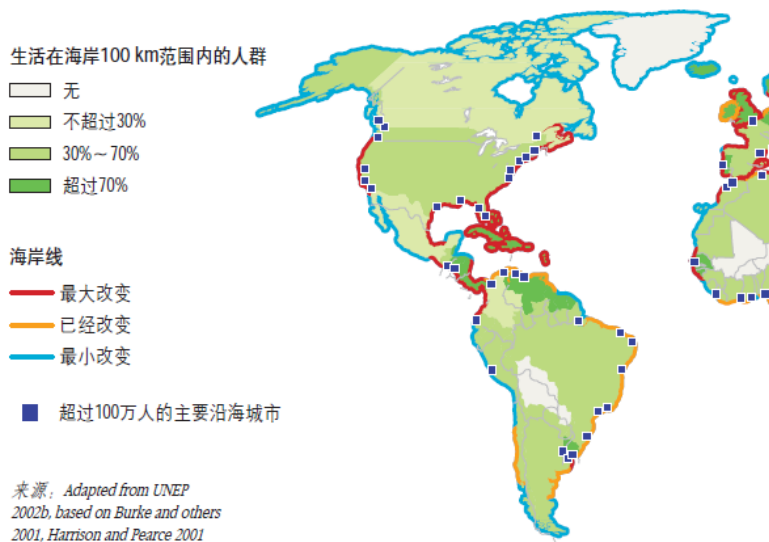 生活在海岸100 km范围内的人群
无
不超过30%
30%～70%
超过70%
海岸线
最大改变
已经改变
最小改变
超过100万人的主要沿海城市
来源：Adapted from UNEP
2002b, based on Burke and others
2001, Harrison and Pearce 2001